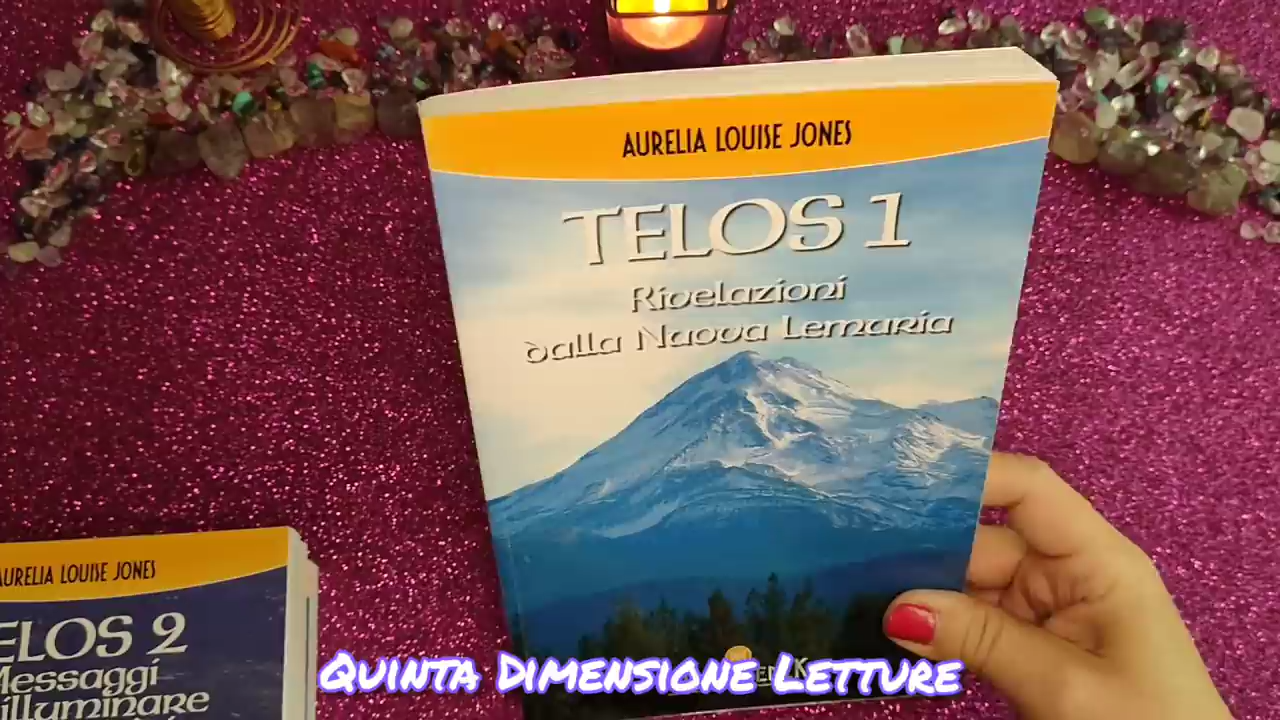 AURELIA LOUISE JONES
TELOS 1
Rivelazioni
dalla Nuova Lemuria
AURELIA LOUISE JONES
ELOS 2
Messaggi
illuminare
QUINTA DIMENSIONE LETTURE